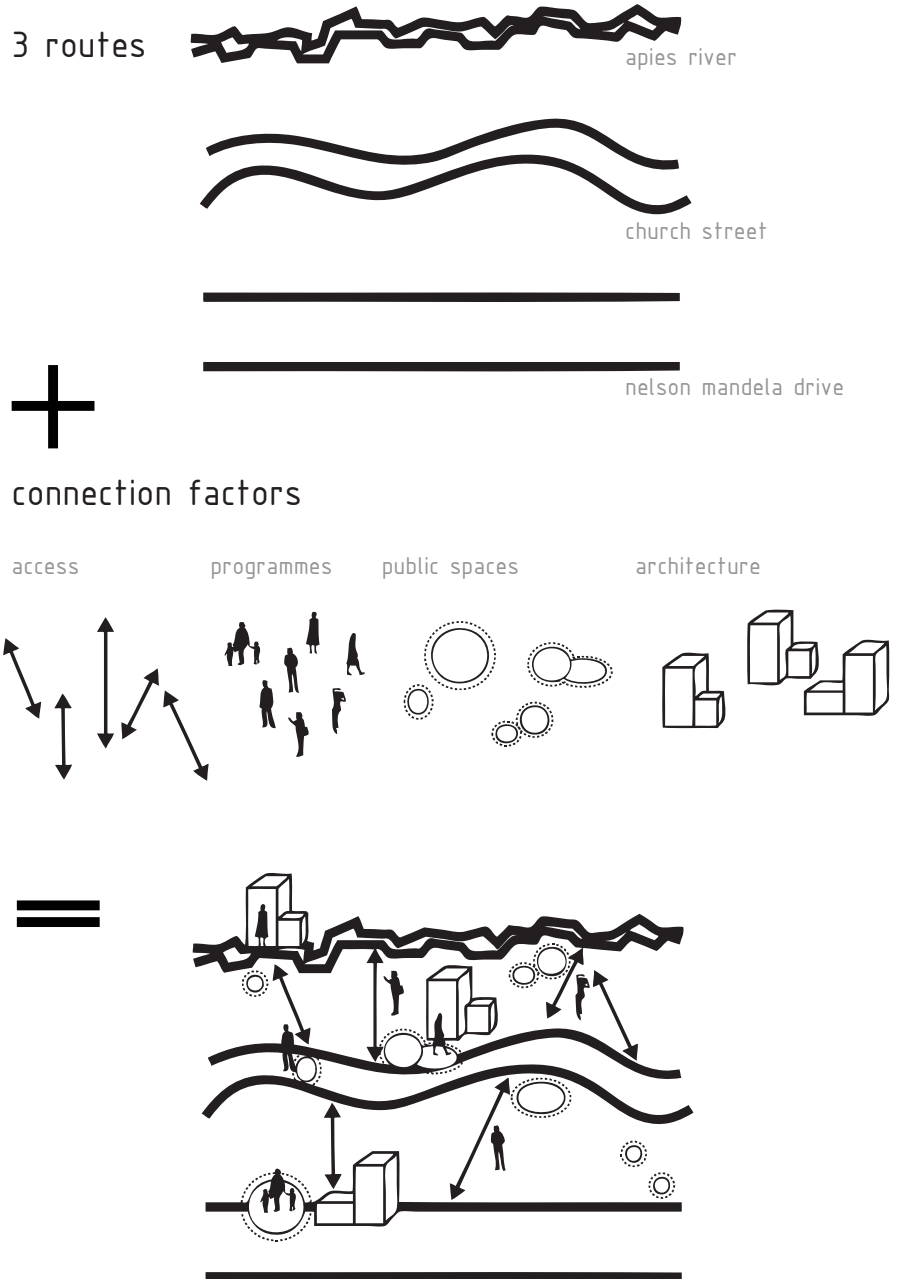 3 routes
apies river
church street
nelson mandela drive
+
connection factors
access programmes public spaces architecture
=